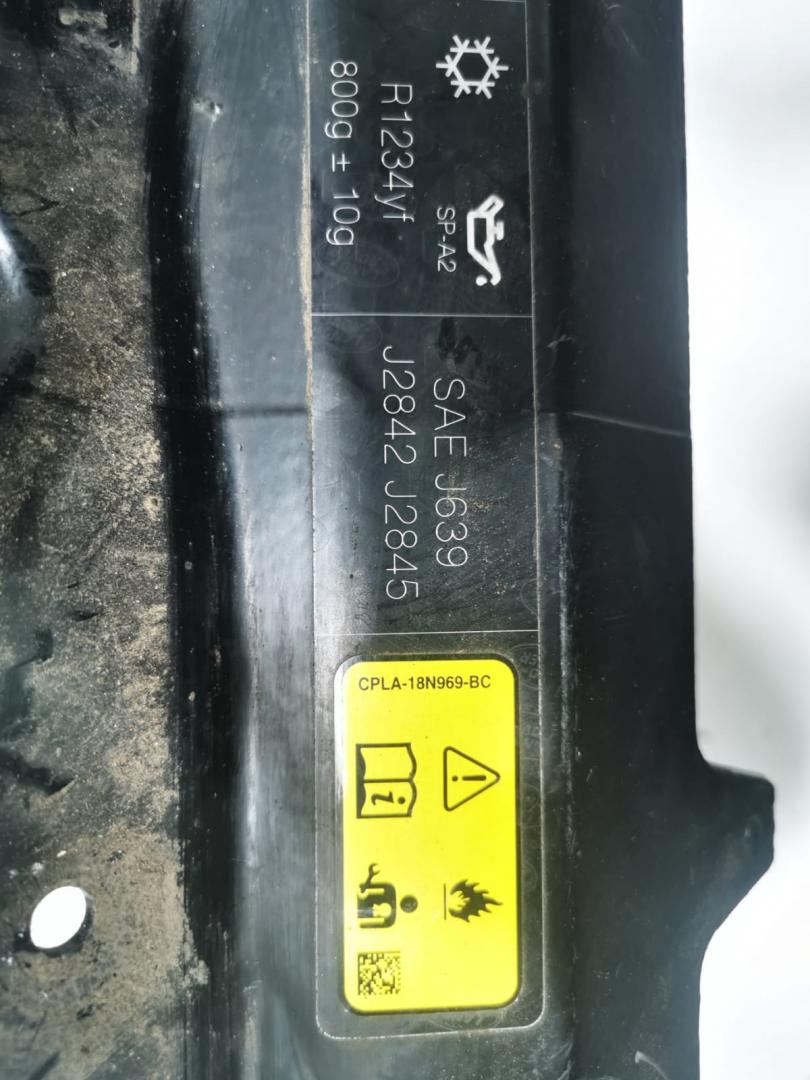 SP-A2
R1234yf
800g ± 10g
SAE J639
J2842 J2845
CPLA-18N969-BC